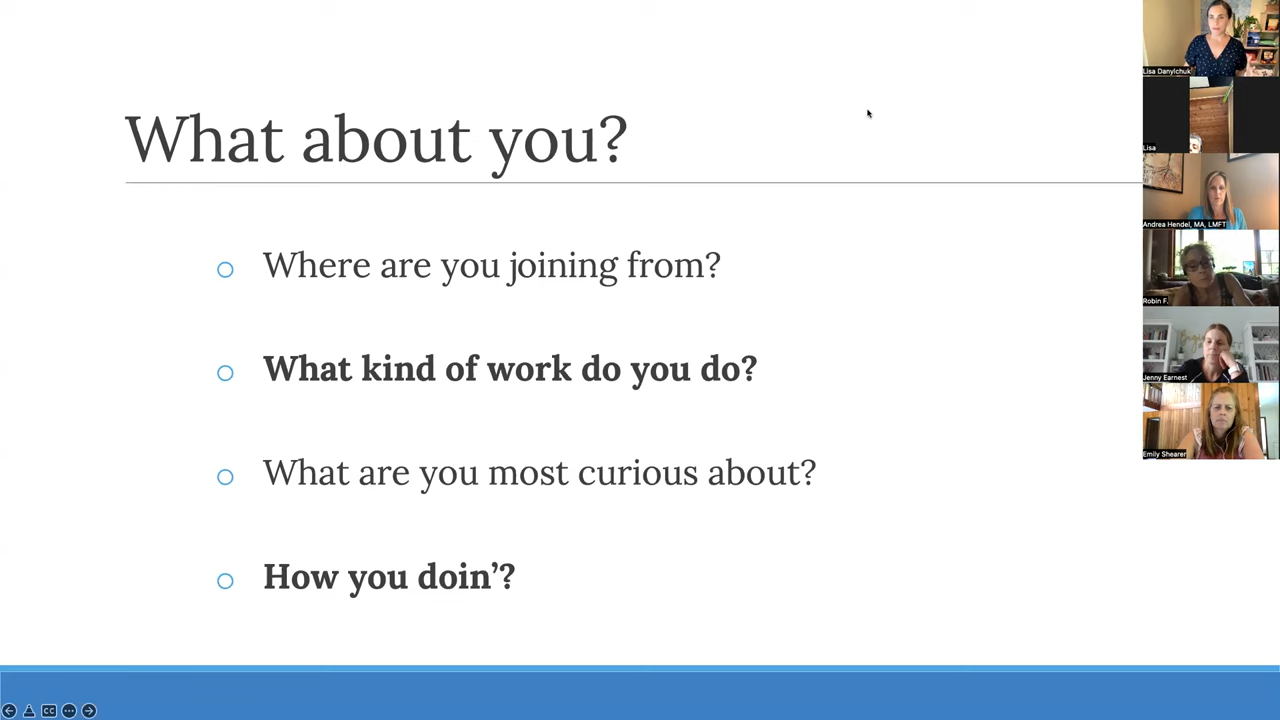 What about you?
Where are you joining from?
What kind of work do you do?
What are you most curious about?
How you doin’?
Lisa Danylchuk
Lisa
Andrea Hendel, MA, LMFT
Robin F.
Jenny Earnest
Emily Shearer
CC